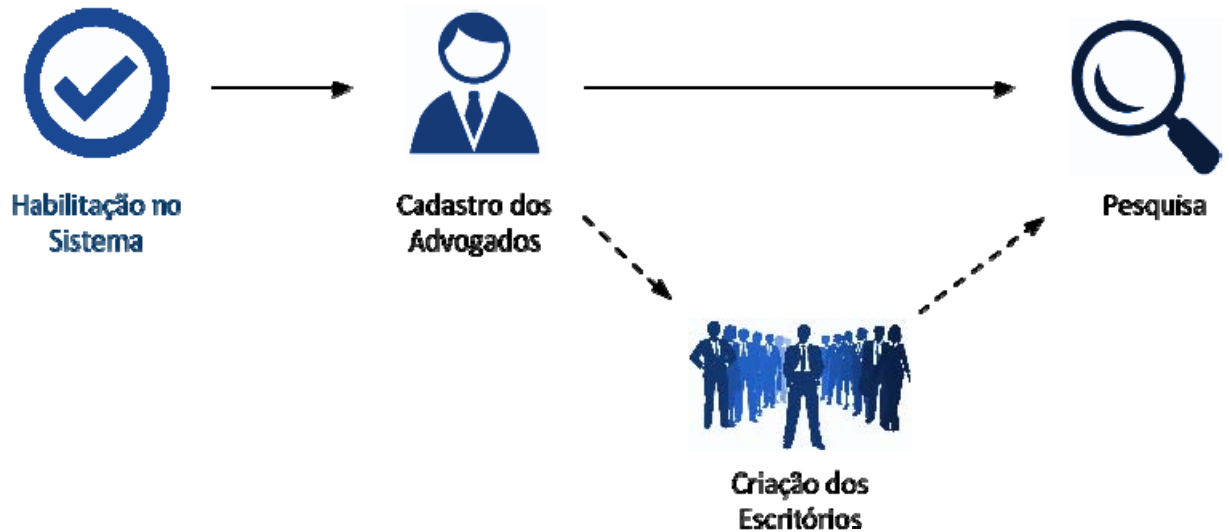 Habilitação no
Sistema
Cadastro dos
Advogados
Pesquisa
Criação dos
Escritórios